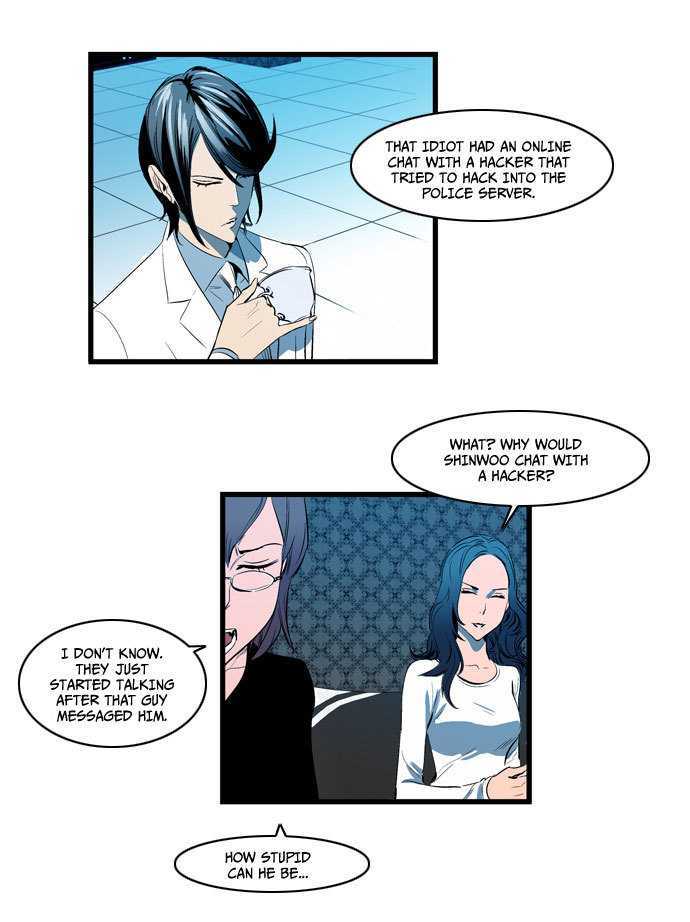 THAT IDIOT HAD AN ONLINE
CHAT WITH A HACKER THAT
TRIED TO HACK INTO THE
POLICE SERVER.
WHAT? WHY WOULD
SHINWOO CHAT WITH
A HACKER?
I DON'T KNOW.
THEY JUST
STARTED TALKING
AFTER THAT GUY
MESSAGED HIM.
HOW STUPID
CAN HE BE...